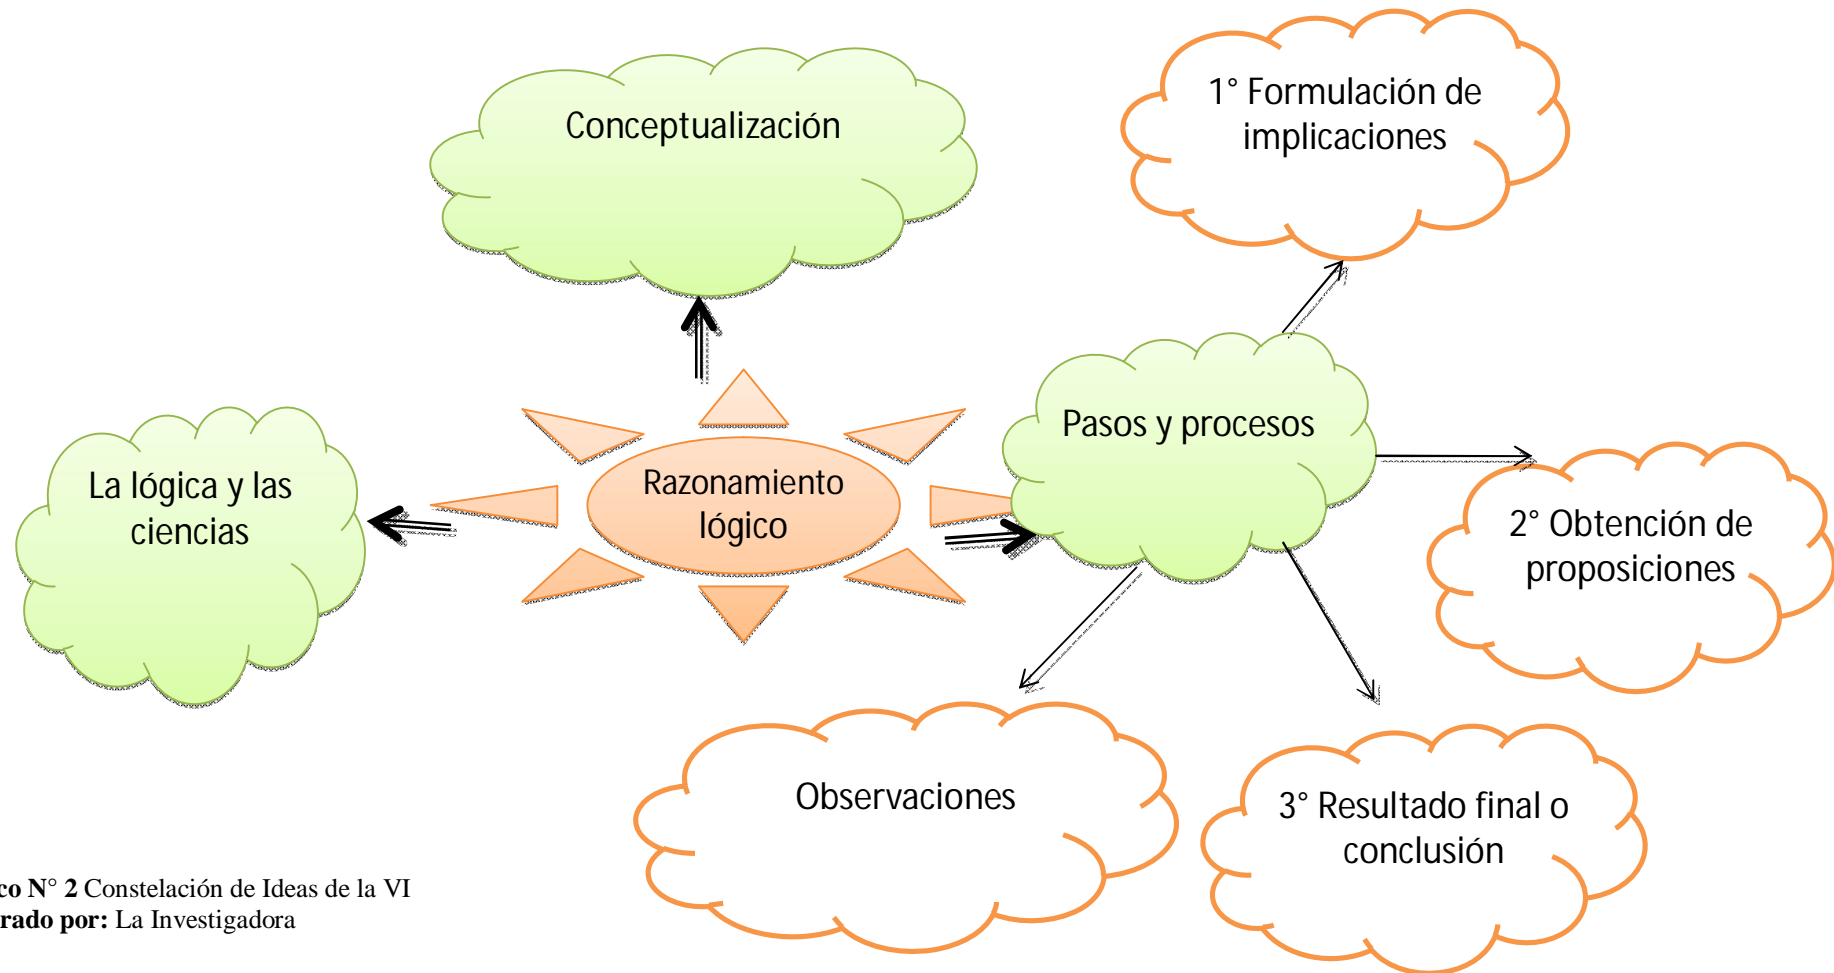 Conceptualización
1° Formulación de
implicaciones
Pasos y procesos
La lógica y las
ciencias
Razonamiento
lógico
2° Obtención de
proposiciones
Observaciones
3° Resultado final o
conclusión
co N° 2 Constelación de Ideas de la VI
rado por: La Investigadora